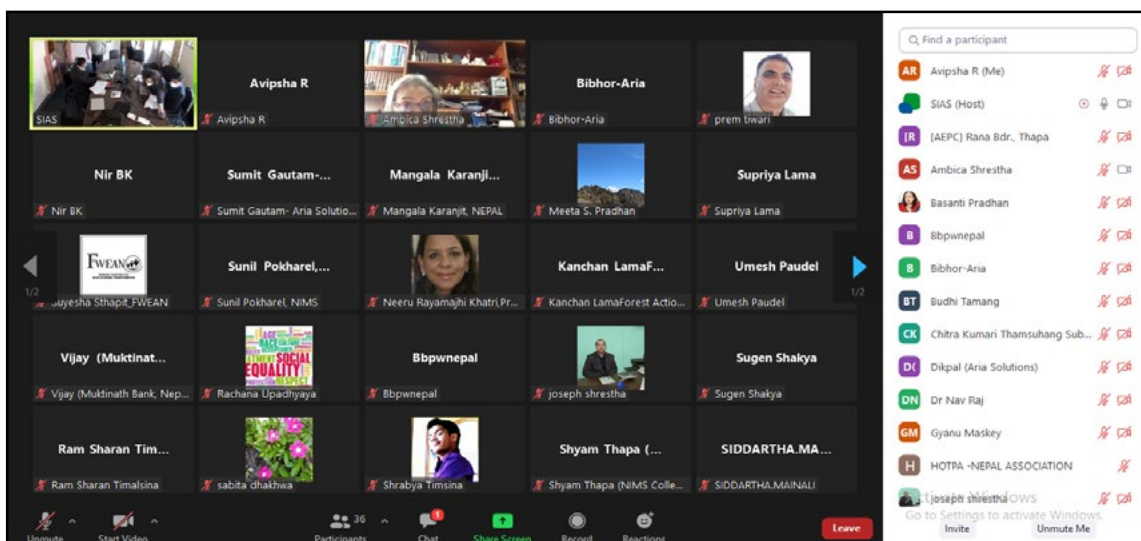 SIAS
Avipsha R
Avipsha R
Ambica Shrestha
Bibhor-Aria
Bibhor-Aria
prem tiwari
Nir BK
Nir BK
Sumit Gautam-...
Sumit Gautam- Aria Solutio...
Mangala Karanji...
Mangala Karanjit, NEPAL
Meeta S. Pradhan
Supriya Lama
Supriya Lama
FWEAN
Suyesha Sthapit_FWEAN
Sunil Pokharel,...
Sunil Pokharel, NIMS
Neeru Rayamajhi Khatri,Pr...
Kanchan LamaF...
Kanchan LamaForest Actio...
Umesh Paudel
Umesh Paudel
1/2
1/2
Vijay (Muktinat...
Vijay (Muktinath Bank, Nep...
SOCIAL
EQUALITY
RESPECT
Rachana Upadhyaya
Bbpwnepal
Bbpwnepal
joseph shrestha
Sugen Shakya
Sugen Shakya
Ram Sharan Tim...
Ram Sharan Timalsina
sabita dhakhwa
Shrabya Timsina
Shyam Thapa (...
Shyam Thapa (NIMS Colle...
SIDDARTHA.MA...
SIDDARTHA.MAINALI
Unmute
Start Video
36
Participants
1
Chat
Share Screen
Record
Reactions
Leave
Find a participant
AR Avipsha R (Me)
SIAS (Host)
[R [AEPC] Rana Bdr., Thapa
AS Ambica Shrestha
Basanti Pradhan
B Bbpwnepal
B Bibhor-Aria
BT Budhi Tamang
CK Chitra Kumari Thamsuhang Sub...
D( Dikpal (Aria Solutions)
DN Dr Nav Raj
GM Gyanu Maskey
H HOTPA -NEPAL ASSOCIATION
joseph shrestha
Activate Windows
Go to Settings to activate Windows.
Invite
Unmute Me